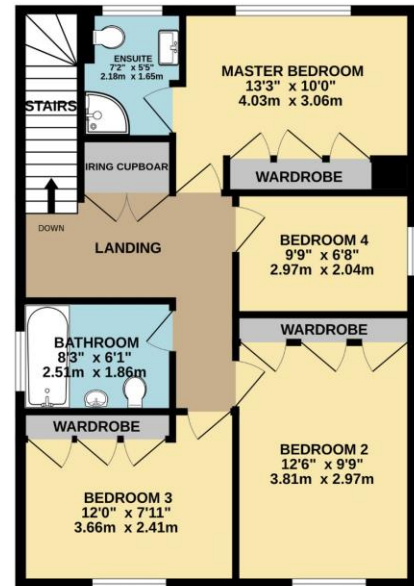 ENSUITE
7'2" x 5'5"
2.18m x 1.65m
MASTER BEDROOM
13'3" x 10'0"
4.03m x 3.06m
STAIRS
IRING CUPBOAR
WARDROBE
DOWN
LANDING
BEDROOM 4
9'9" x 6'8"
2.97m x 2.04m
BATHROOM
8'3" x 6'1"
2.51m x 1.86m
WARDROBE
WARDROBE
BEDROOM 2
12'6" x 9'9"
3.81m x 2.97m
BEDROOM 3
12'0" x 7'11"
3.66m x 2.41m